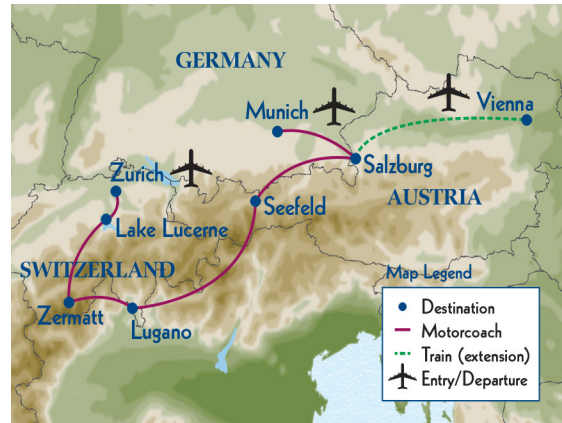 GERMANY
Munich
Vienna
Salzburg
Zurich
AUSTRIA
Seefeld
Lake Lucerne
SWITZERLAND
Zermatt
Lugano
Map Legend
Destination
Motorcoach
Train (extension)
Entry/Departure